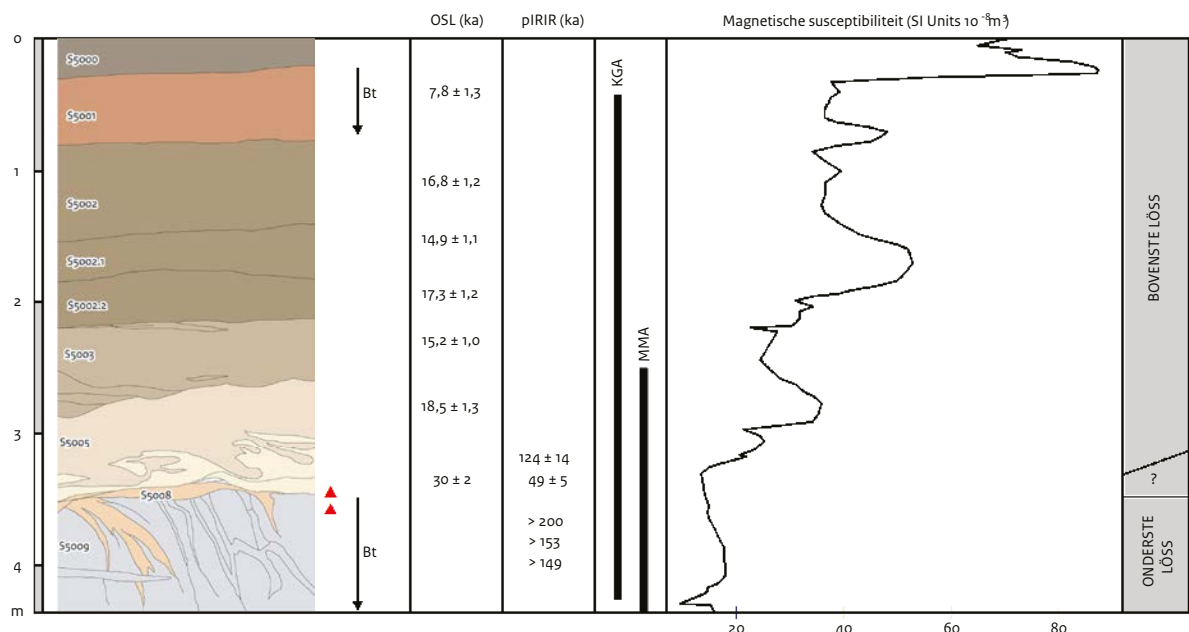 OSL (ka) pIRIR (ka) Magnetische susceptibiliteit (SI Units 10 -8m³)
0
S5000
Bt
7,8 ± 1,3
KGA
S5001
1
16,8 ± 1,2
S5002
14,9 ± 1,1
S5002.1
17,3 ± 1,2
2
S5002.2
15,2 ± 1,0
MMA
S5003
18,5 ± 1,3
BOVENSTE LÖSS
3
S5005
124 ± 14
30 ± 2 49 ± 5
?
S5008
> 200
S5009
> 153
Bt
> 149
4
ONDERSTE
LÖSS
m
20 40 60 80